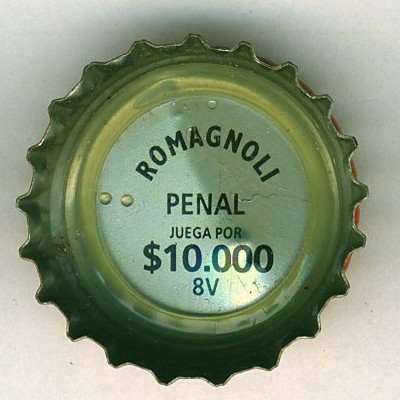 ROMAGNOLI
PENAL
JUEGA POR
$10.000
8V